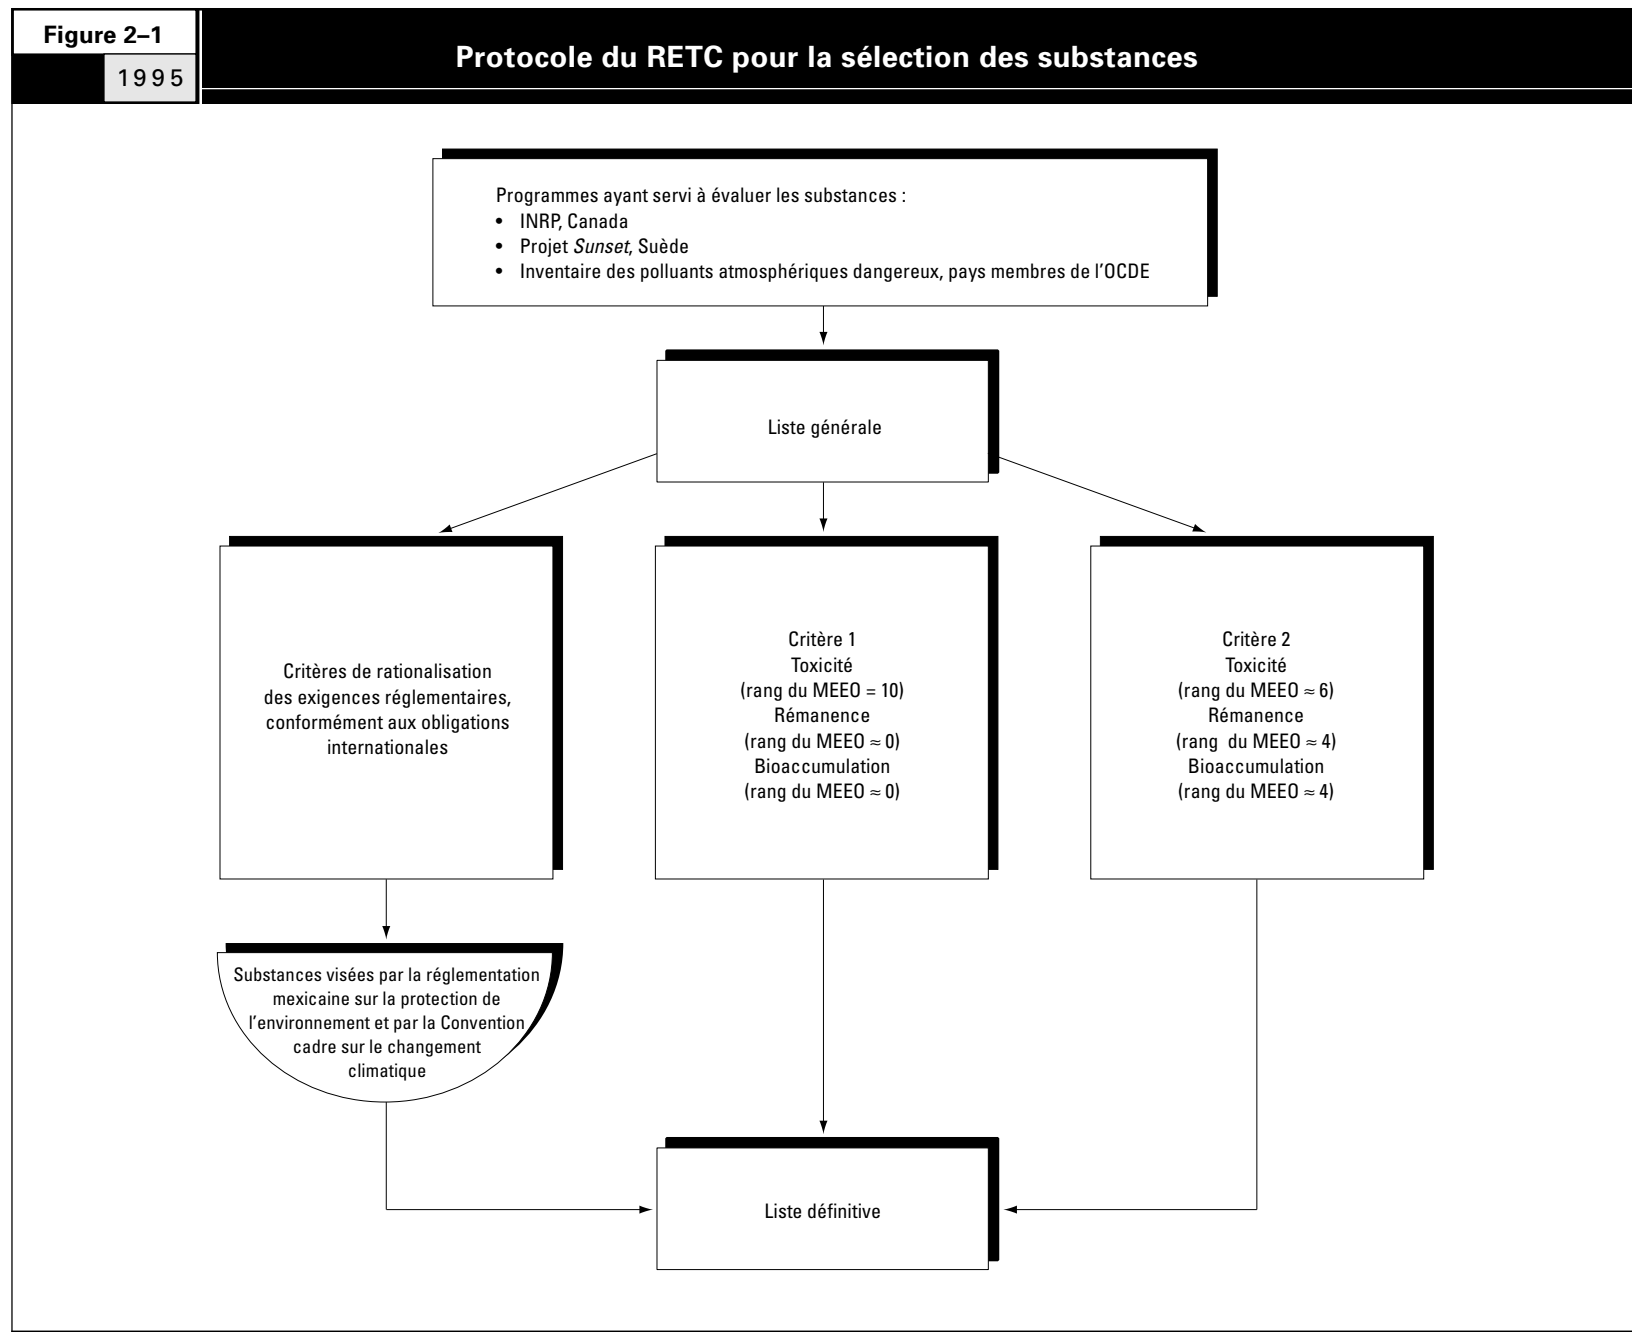 Figure 2–1
1995
Protocole du RETC pour la sélection des substances
Programmes ayant servi à évaluer les substances :
• INRP, Canada
• Projet Sunset, Suède
• Inventaire des polluants atmosphériques dangereux, pays membres de l'OCDE
Liste générale
Critères de rationalisation
des exigences réglementaires,
conformément aux obligations
internationales
Critère 1
Toxicité
(rang du MEEO = 10)
Rémanence
(rang du MEEO ≈ 0)
Bioaccumulation
(rang du MEEO ≈ 0)
Critère 2
Toxicité
(rang du MEEO ≈ 6)
Rémanence
(rang du MEEO ≈ 4)
Bioaccumulation
(rang du MEEO ≈ 4)
Substances visées par la réglementation
mexicaine sur la protection de
l'environnement et par la Convention
cadre sur le changement
climatique
Liste définitive